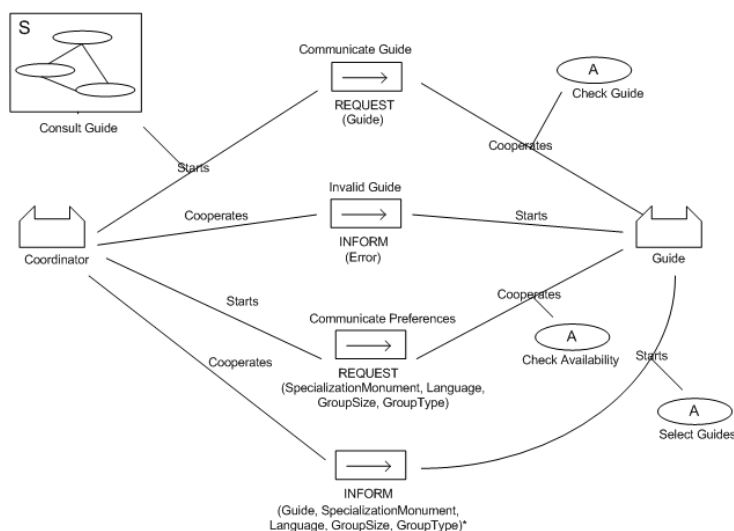 S
Consult Guide
Communicate Guide
REQUEST
(Guide)
A
Check Guide
Starts
Cooperates
Invalid Guide
Cooperates
Starts
INFORM
(Error)
Coordinator
Guide
Starts
Communicate Preferences
Cooperates
A
Check Availability
Cooperates
REQUEST
(SpecializationMonument, Language,
GroupSize, GroupType)
Starts
A
Select Guides
INFORM
(Guide, SpecializationMonument,
Language, GroupSize, GroupType)*